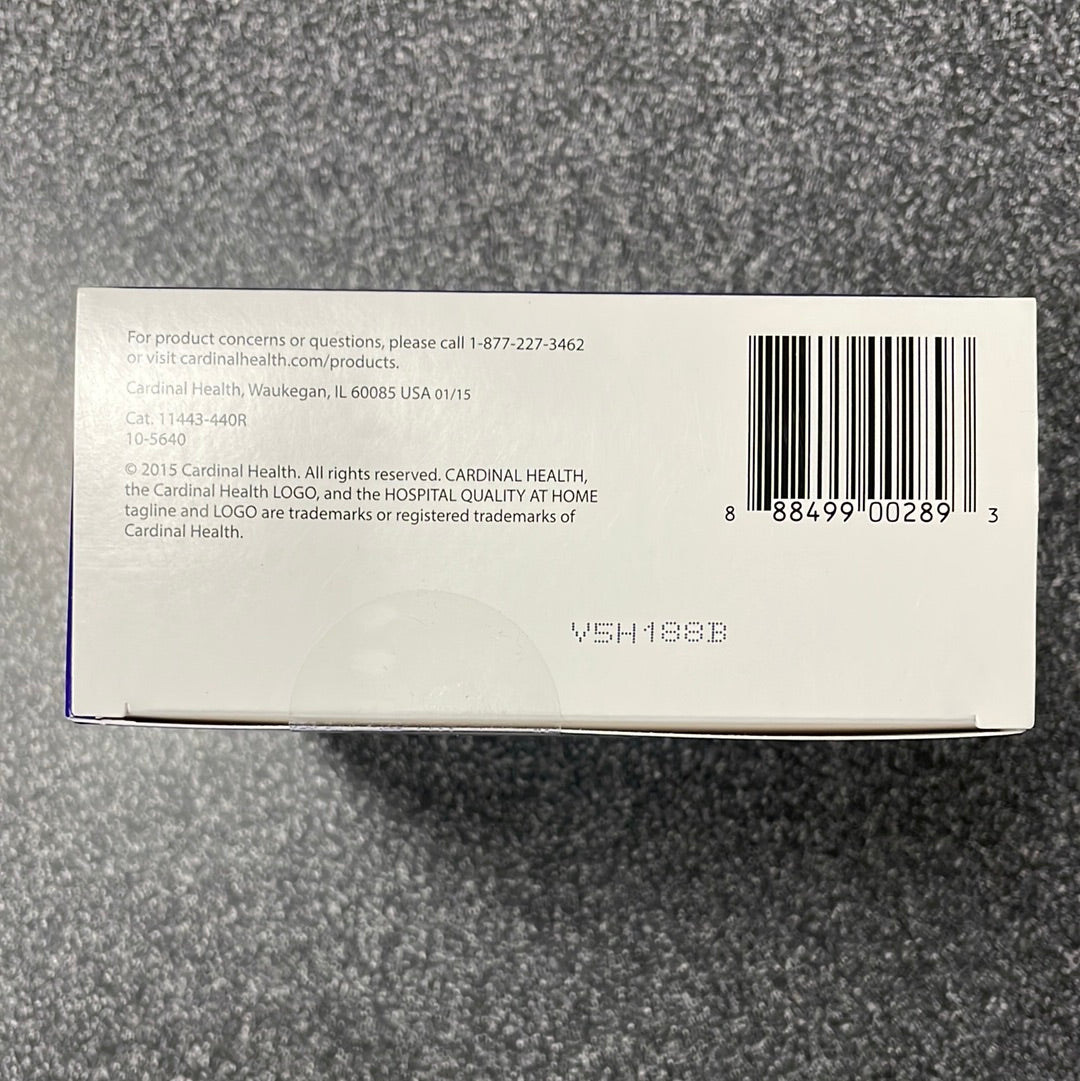 For product concerns or questions, please call 1-877-227-3462
or visit cardinalhealth.com/products.
Cardinal Health, Waukegan, IL 60085 USA 01/15
Cat. 11443-440R
10-5640
© 2015 Cardinal Health. All rights reserved. CARDINAL HEALTH,
the Cardinal Health LOGO, and the HOSPITAL QUALITY AT HOME
tagline and LOGO are trademarks or registered trademarks of
Cardinal Health.
8 88499 00289 3
V5H188B